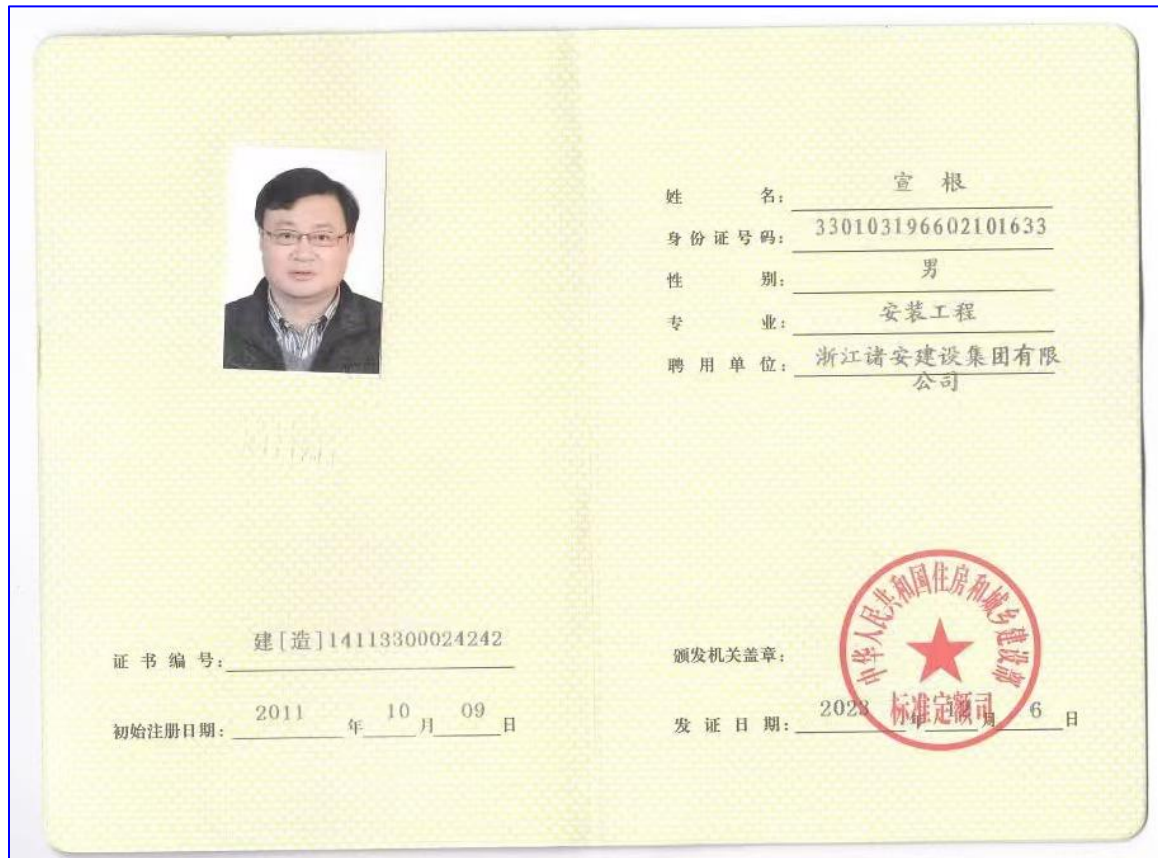 姓 名: 宣 根
身份证号码: 330103196602101633
性 别: 男
专 业: 安装工程
聘用单位: 浙江诸安建设集团有限
公司
证书编号: 建[造]14113300024242
初始注册日期: 2011 年 10 月 09 日
颁发机关盖章:
中华人民共和国住房和城乡建设部
标准定额司
发证日期: 2023 年 月 6 日